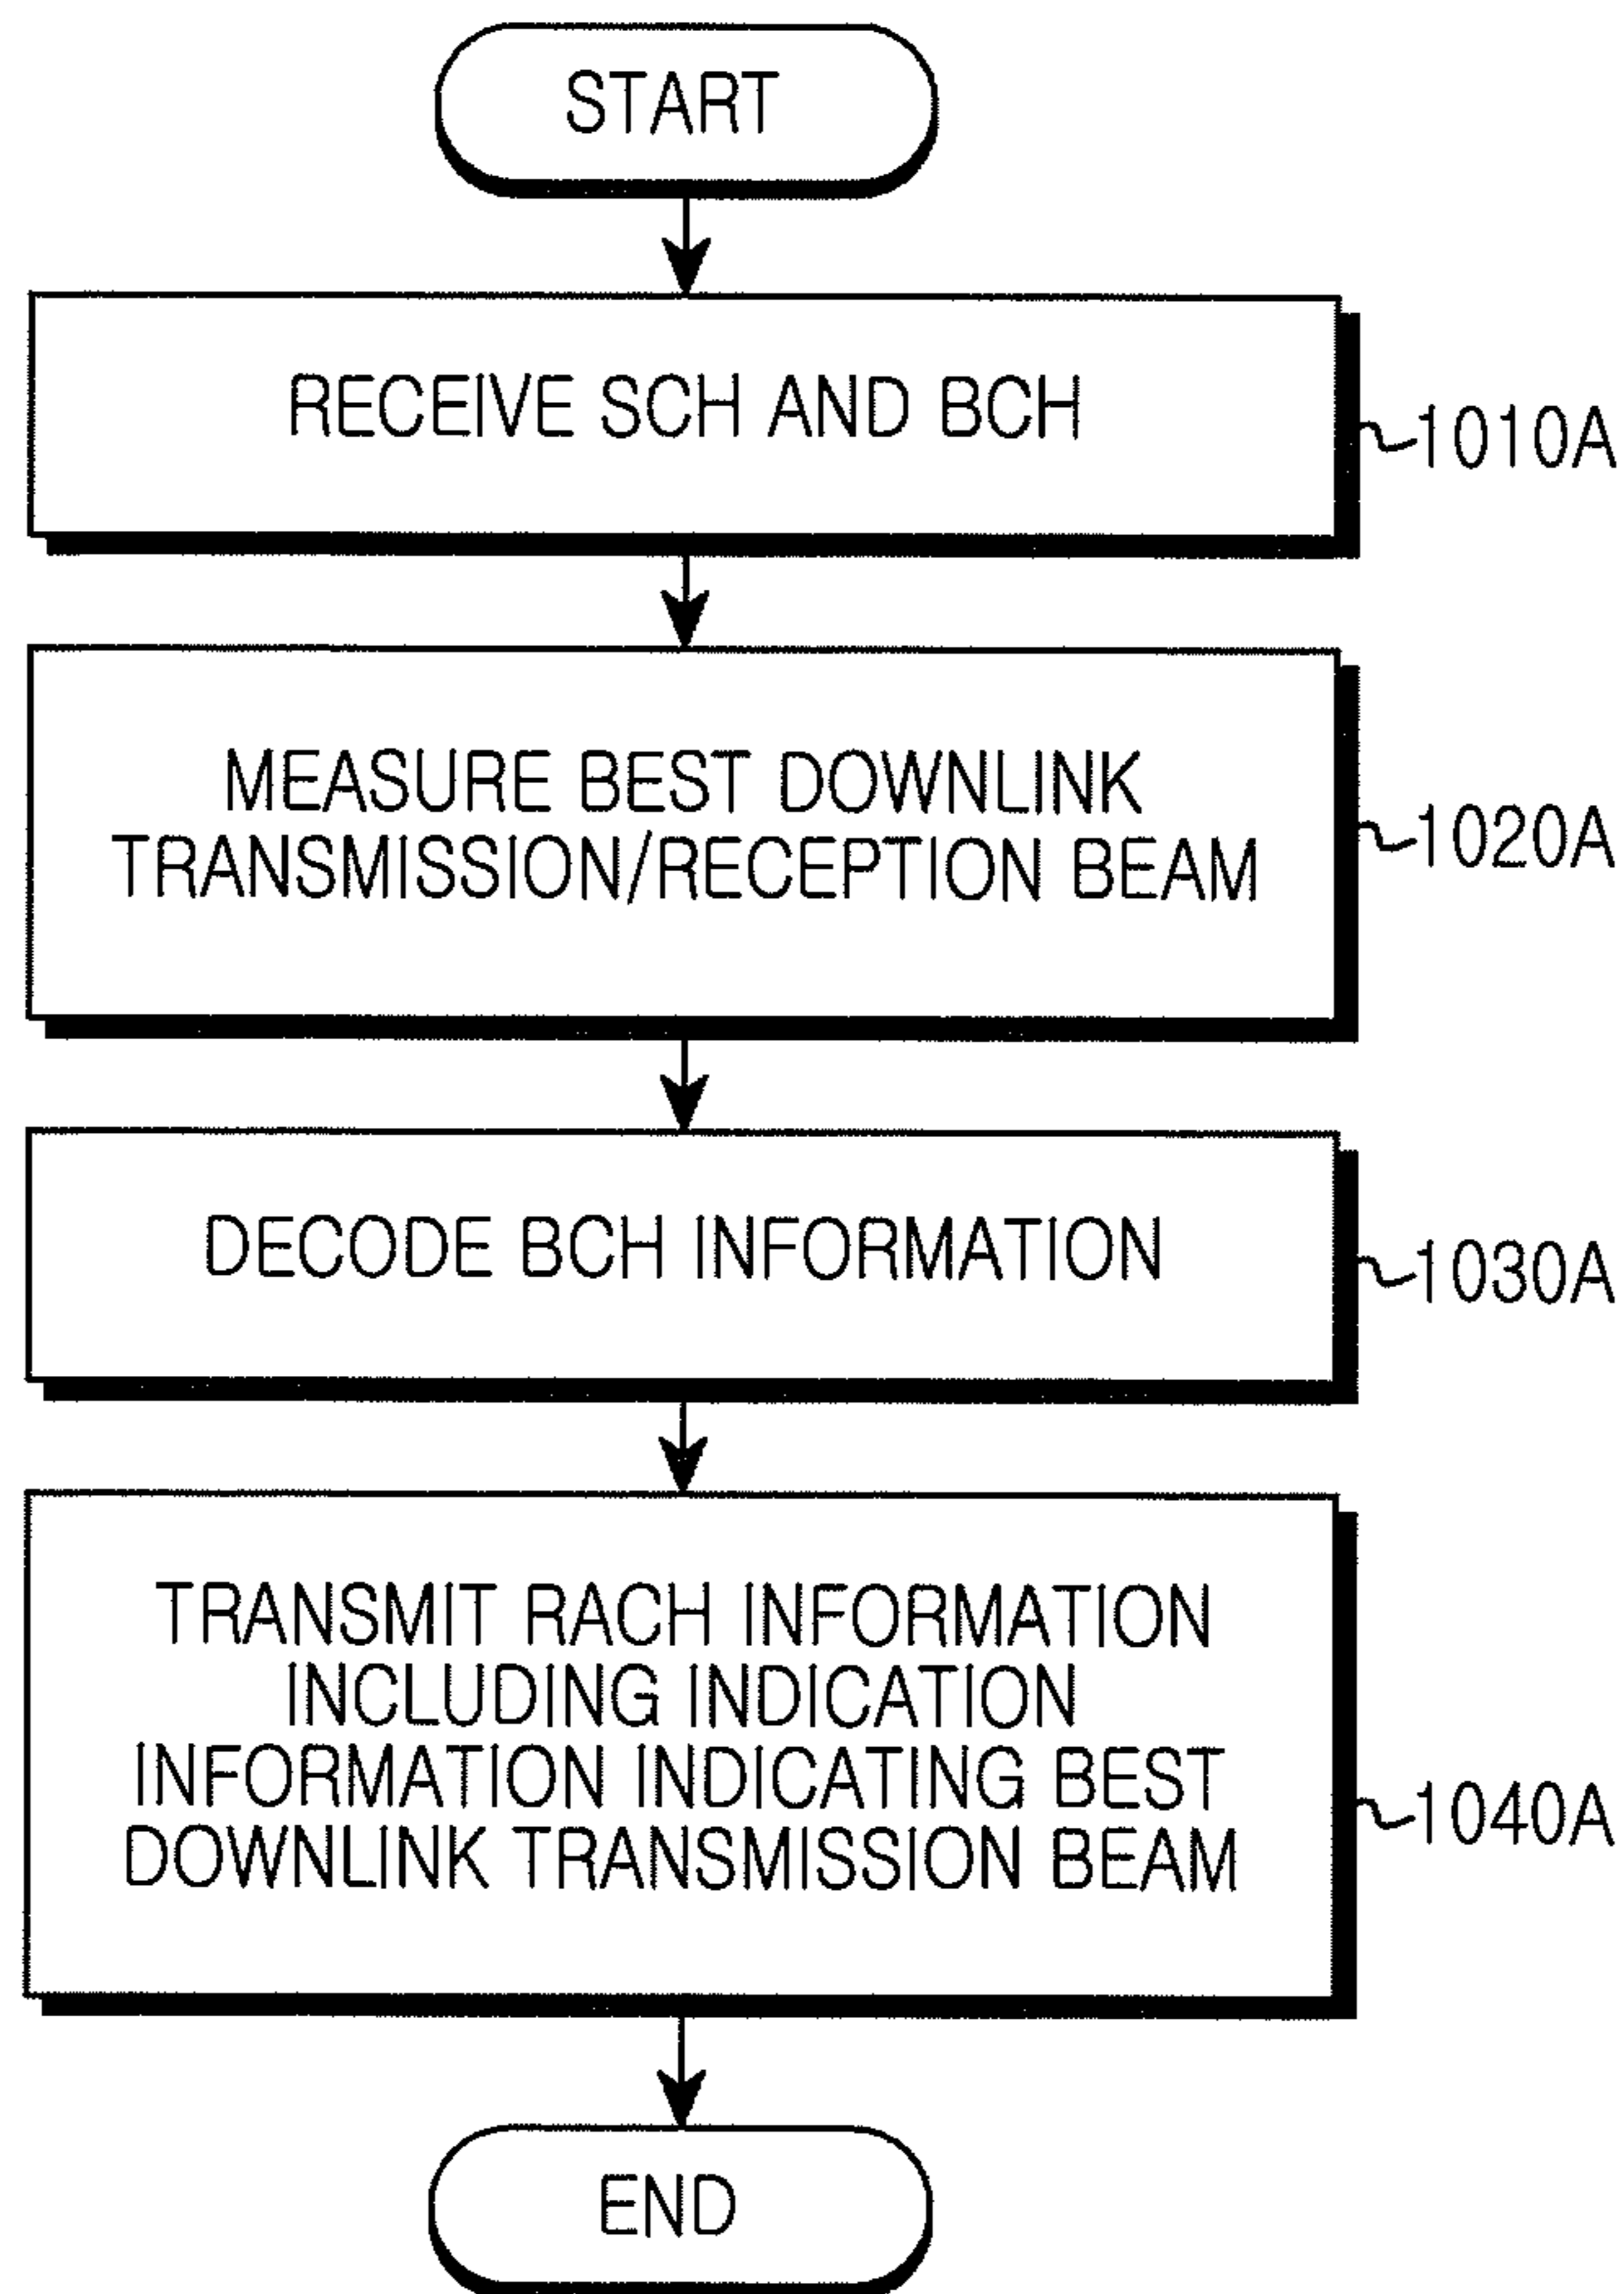 START
RECEIVE SCH AND BCH
1010A
MEASURE BEST DOWNLINK
TRANSMISSION/RECEPTION BEAM
1020A
DECODE BCH INFORMATION
1030A
TRANSMIT RACH INFORMATION
INCLUDING INDICATION
INFORMATION INDICATING BEST
DOWNLINK TRANSMISSION BEAM
1040A
END